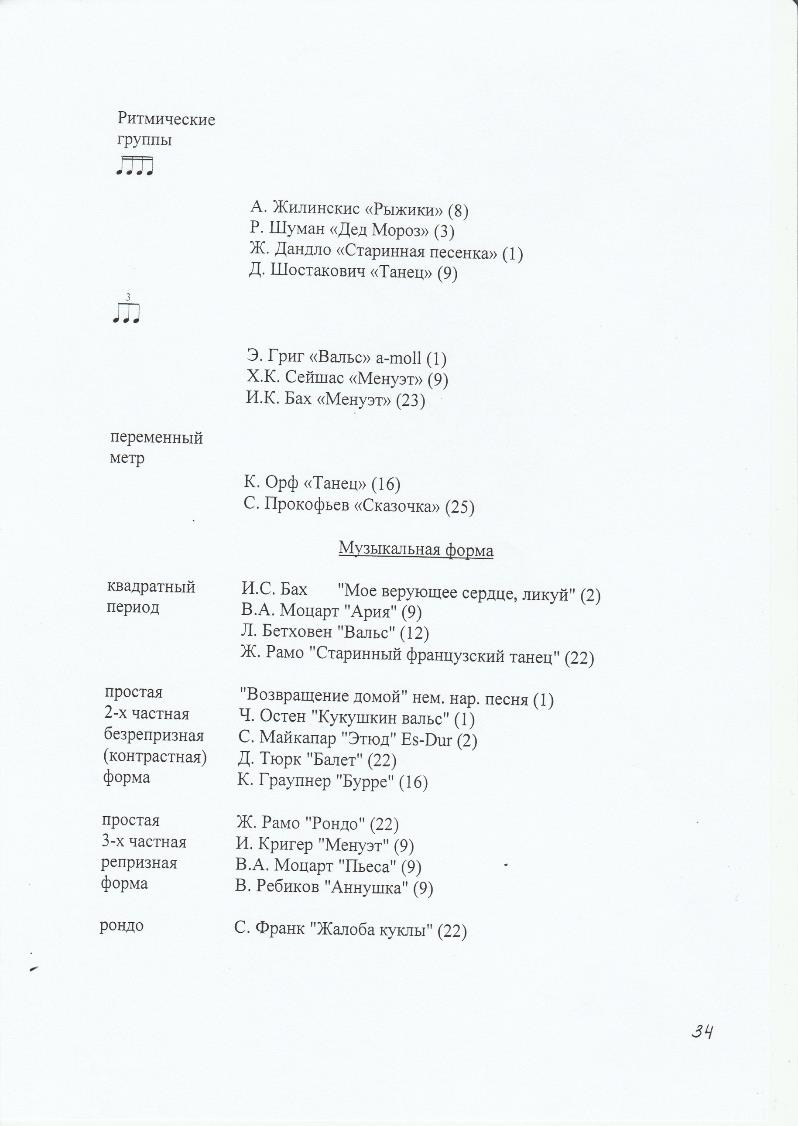 Ритмические
группы
А. Жилинскис «Рыжики» (8)
Р. Шуман «Дед Мороз» (3)
Ж. Дандло «Старинная песенка» (1)
Д. Шостакович «Танец» (9)
3
Э. Григ «Вальс» a-moll (1)
Х.К. Сейшас «Менуэт» (9)
И.К. Бах «Менуэт» (23)
переменный
метр
К. Орф «Танец» (16)
С. Прокофьев «Сказочка» (25)
Музыкальная форма
квадратный И.С. Бах "Мое верующее сердце, ликуй" (2)
период В.А. Моцарт "Ария" (9)
Л. Бетховен "Вальс" (12)
Ж. Рамо "Старинный французский танец" (22)
простая "Возвращение домой" нем. нар. песня (1)
2-х частная Ч. Остен "Кукушкин вальс" (1)
безрепризная С. Майкапар "Этюд" Es-Dur (2)
(контрастная) Д. Тюрк "Балет" (22)
форма К. Граупнер "Бурре" (16)
простая Ж. Рамо "Рондо" (22)
3-х частная И. Кригер "Менуэт" (9)
репризная В.А. Моцарт "Пьеса" (9)
форма В. Ребиков "Аннушка" (9)
рондо С. Франк "Жалоба куклы" (22)
34